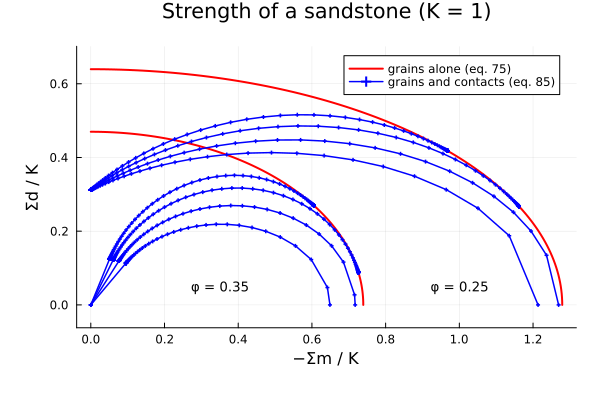 Strength of a sandstone (K = 1)
grains alone (eq. 75)
grains and contacts (eq. 85)
Σd / K
0.6
0.4
0.2
0.0
φ = 0.35
φ = 0.25
0.0 0.2 0.4 0.6 0.8 1.0 1.2
−Σm / K